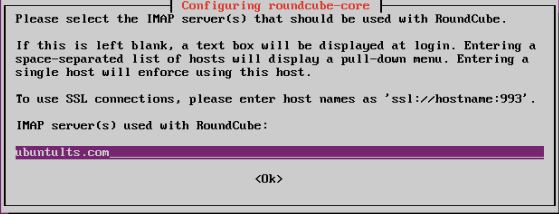 Configuring roundcube-core
Please select the IMAP server(s) that should be used with RoundCube.
If this is left blank, a text box will be displayed at login. Entering a
space-separated list of hosts will display a pull-down menu. Entering a
single host will enforce using this host.
To use SSL connections, please enter host names as 'ssl://hostname:993'.
IMAP server(s) used with RoundCube:
ubuntults.com
<Ok>